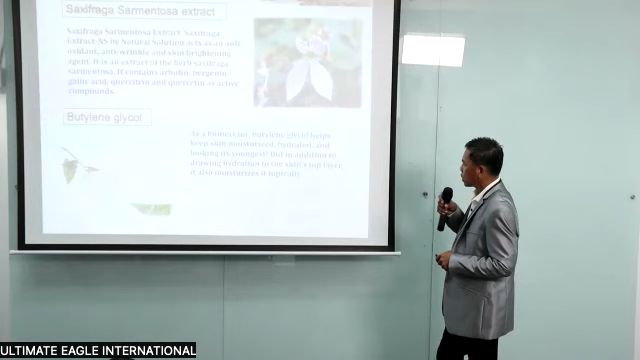 Saxifraga Sarmentosa extract
Saxifraga Sarmentosa Extract. Saxifraga
Extract-NS by Natural Solution acts as an anti
oxidant, anti-wrinkle and skin brightening
agent. It is an extract of the herb saxifraga
sarmentosa. It contains arbutin, bergenin,
gallic acid, quercitrin and quercetin as active
compounds.
Butylene glycol
As a humectant, butylene glycol helps
keep skin moisturized, hydrated, and
looking its youngest! But in addition to
drawing hydration to the skin's top layer,
it also moisturizes it topically
ULTIMATE EAGLE INTERNATIONAL